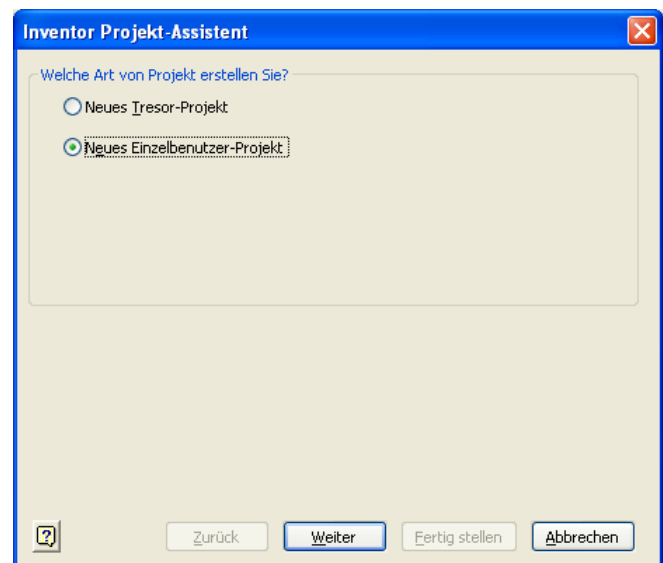 Inventor Projekt-Assistent
Welche Art von Projekt erstellen Sie?
Neues Tresor-Projekt
Neues Einzelbenutzer-Projekt
? Zurück Weiter Fertig stellen Abbrechen